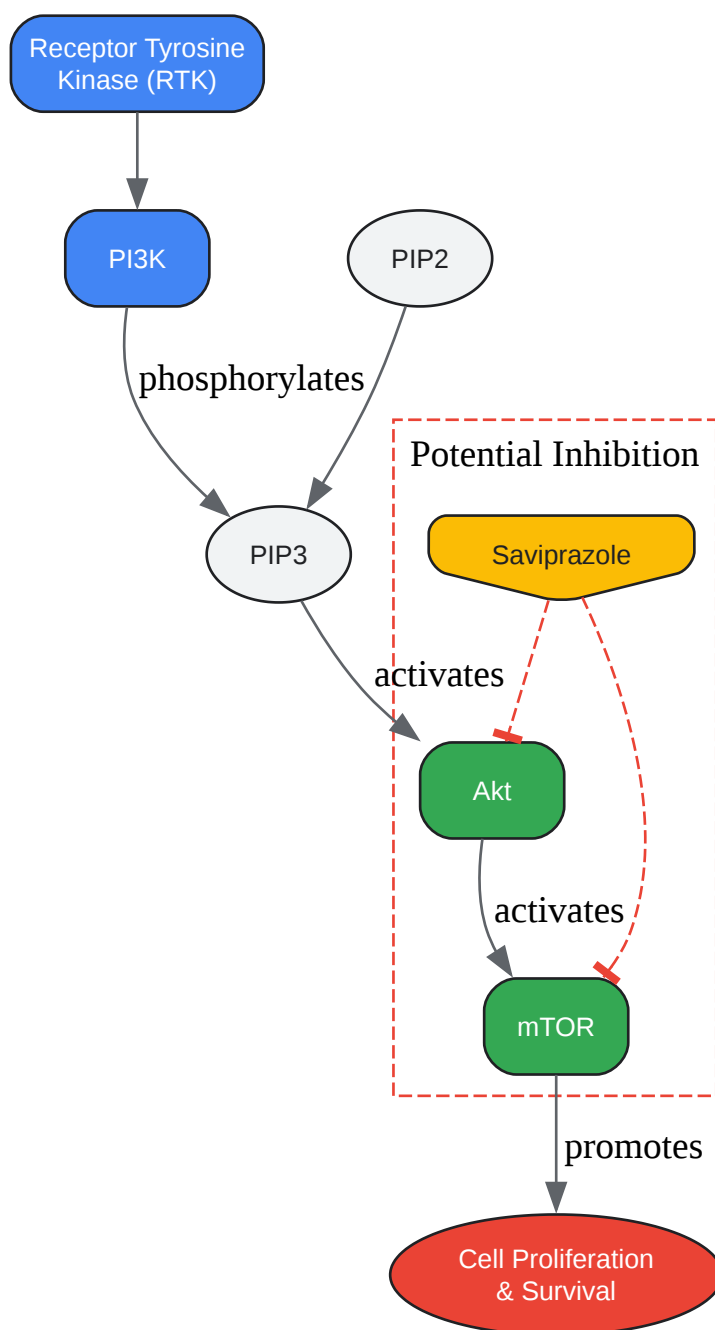 Receptor Tyrosine
Kinase (RTK)
PI3K
PIP2
phosphorylates
Potential Inhibition
PIP3
Saviprazole
activates
Akt
activates
mTOR
promotes
Cell Proliferation
& Survival